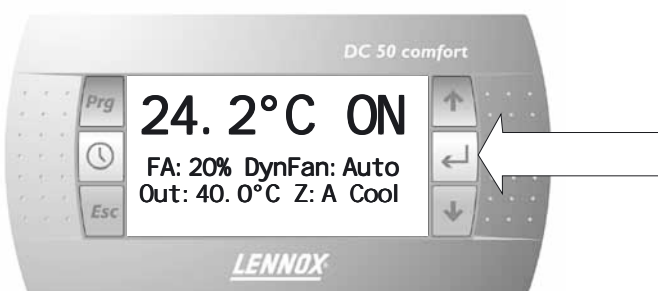 DC 50 comfort
Prg
24.2°C ON
FA:20% DynFan:Auto
Out:40.0°C Z:A Cool
Esc
LENNOX